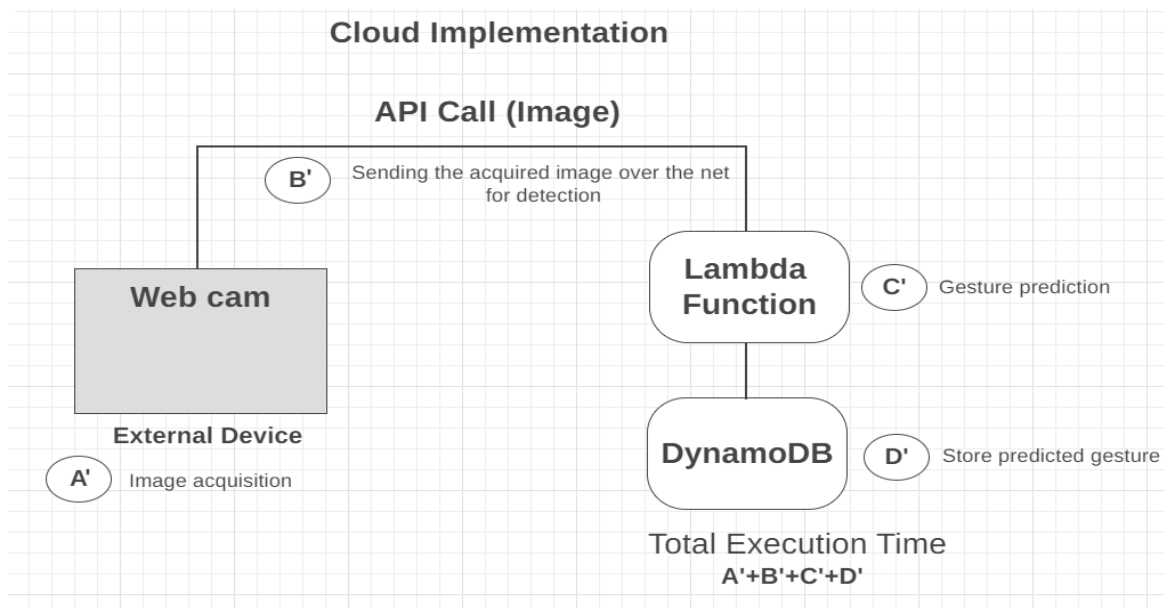 Cloud Implementation
API Call (Image)
B'
Sending the acquired image over the net
for detection
Web cam
Lambda
Function
C'
Gesture prediction
External Device
A'
Image acquisition
DynamoDB
D'
Store predicted gesture
Total Execution Time
A'+B'+C'+D'